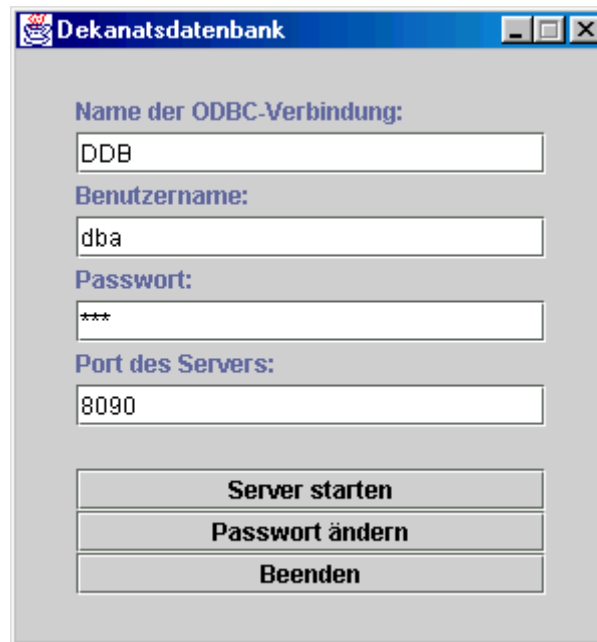 Dekanatsdatenbank
Name der ODBC-Verbindung:
DDB
Benutzername:
dba
Passwort:
***
Port des Servers:
8090
Server starten
Passwort ändern
Beenden